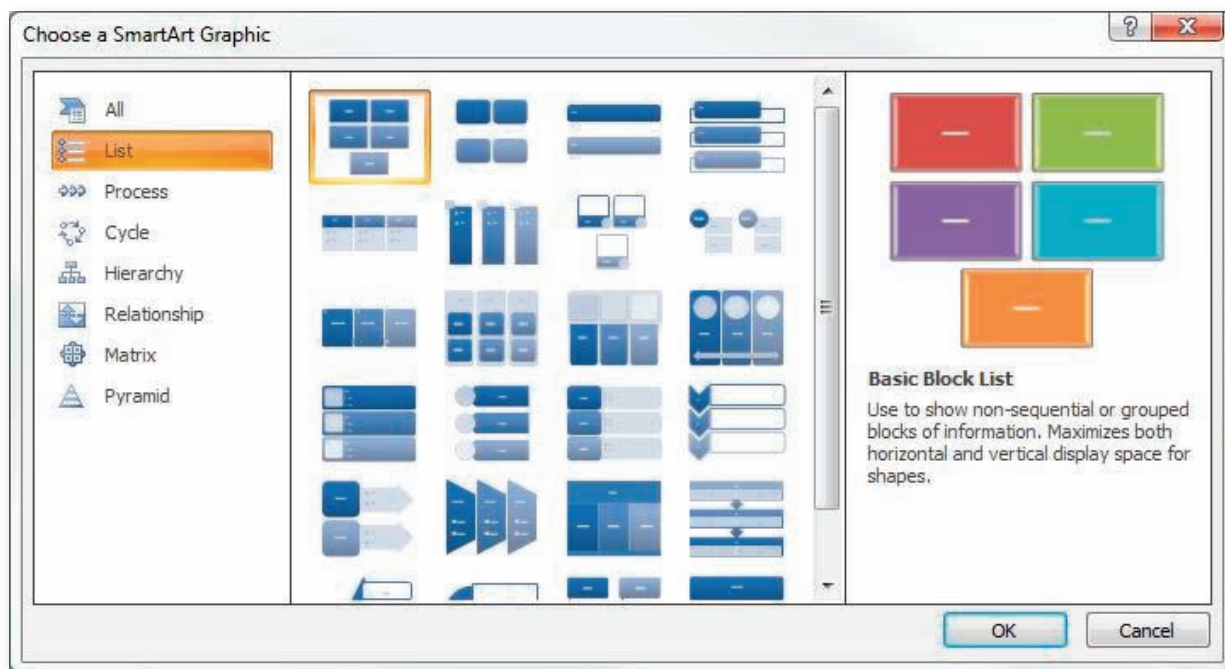 Choose a SmartArt Graphic
?
X
All
List
Process
Cycle
Hierarchy
Relationship
Matrix
Pyramid
Basic Block List
Use to show non-sequential or grouped
blocks of information. Maximizes both
horizontal and vertical display space for
shapes.
OK
Cancel